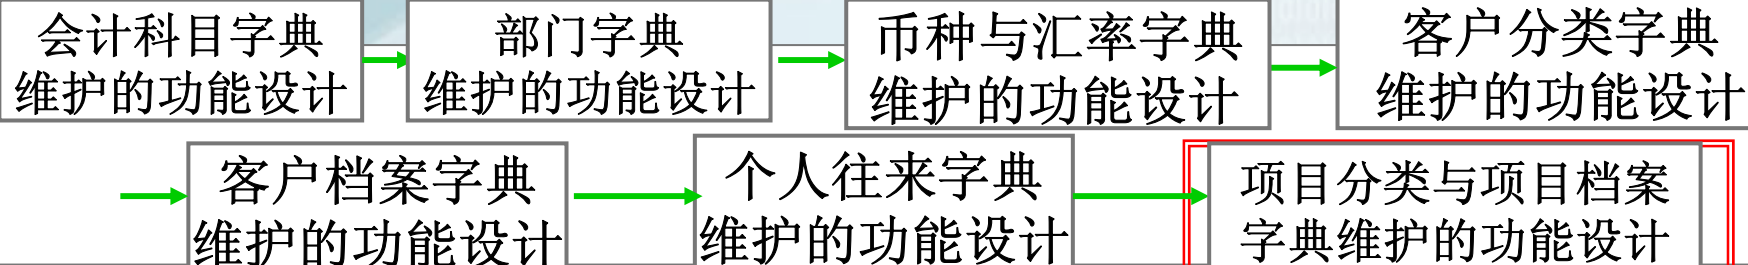 会计科目字典
维护的功能设计
部门字典
维护的功能设计
币种与汇率字典
维护的功能设计
客户分类字典
维护的功能设计
客户档案字典
维护的功能设计
个人往来字典
维护的功能设计
项目分类与项目档案
字典维护的功能设计